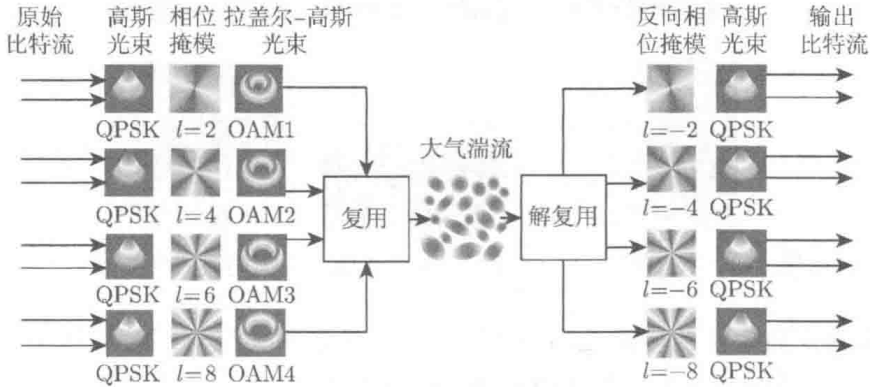 原始
比特流
高斯
光束
相位
掩模
拉盖尔-高斯
光束
反向相
位掩模
高斯
光束
输出
比特流
QPSK l=2 OAM1
l=-2 QPSK
大气湍流
QPSK l=4 OAM2
复用
解复用
l=-4 QPSK
QPSK l=6 OAM3
l=-6 QPSK
QPSK l=8 OAM4
l=-8 QPSK